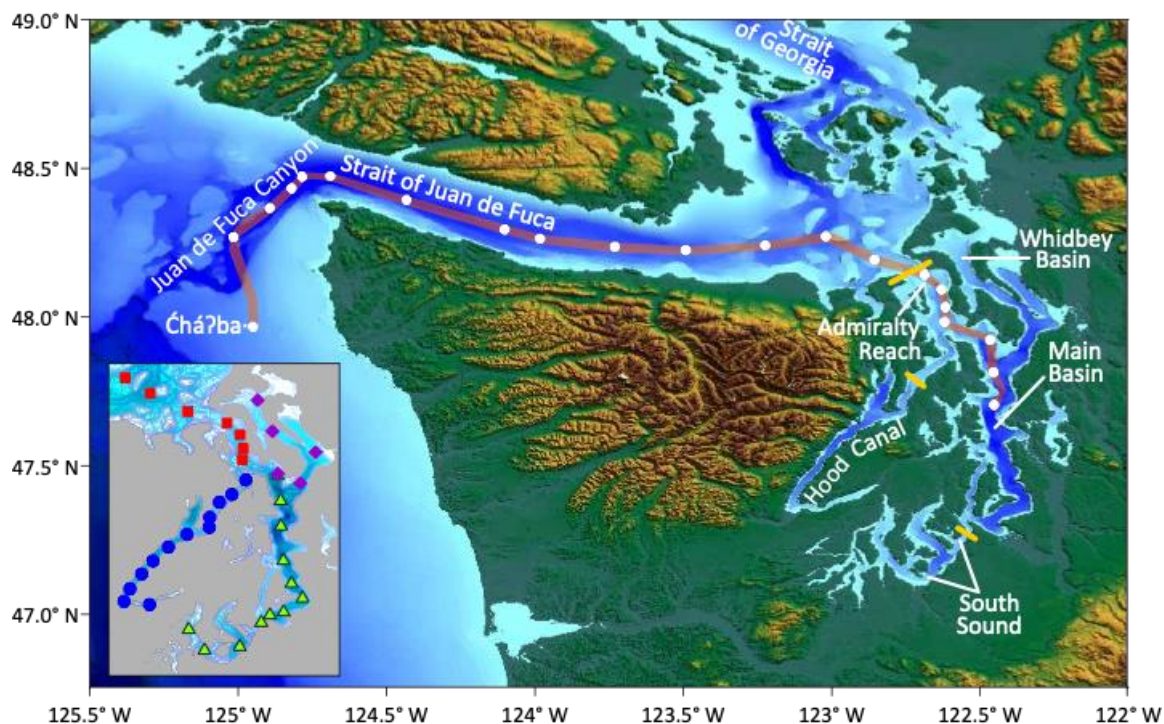 49.0° N
48.5° N
48.0° N
47.5° N
47.0° N
125.5° W
125° W
124.5° W
124° W
123.5° W
123° W
122.5° W
122° W
Strait
of Georgia
Juan de Fuca Canyon
Strait of Juan de Fuca
Ćháʔba
Whidbey
Basin
Admiralty
Reach
Main
Basin
Hood Canal
South
Sound